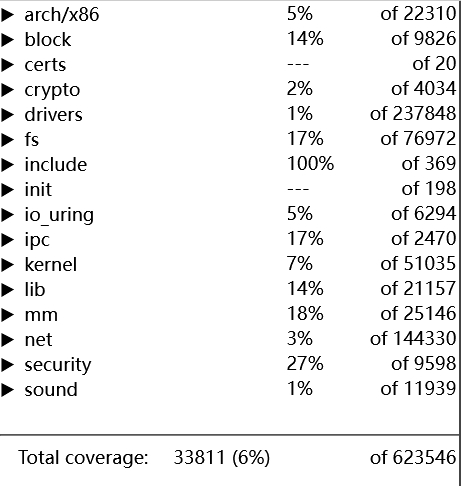 ▶ arch/x86 5% of 22310
▶ block 14% of 9826
▶ certs --- of 20
▶ crypto 2% of 4034
▶ drivers 1% of 237848
▶ fs 17% of 76972
▶ include 100% of 369
▶ init --- of 198
▶ io_uring 5% of 6294
▶ ipc 17% of 2470
▶ kernel 7% of 51035
▶ lib 14% of 21157
▶ mm 18% of 25146
▶ net 3% of 144330
▶ security 27% of 9598
▶ sound 1% of 11939
Total coverage: 33811 (6%) of 623546